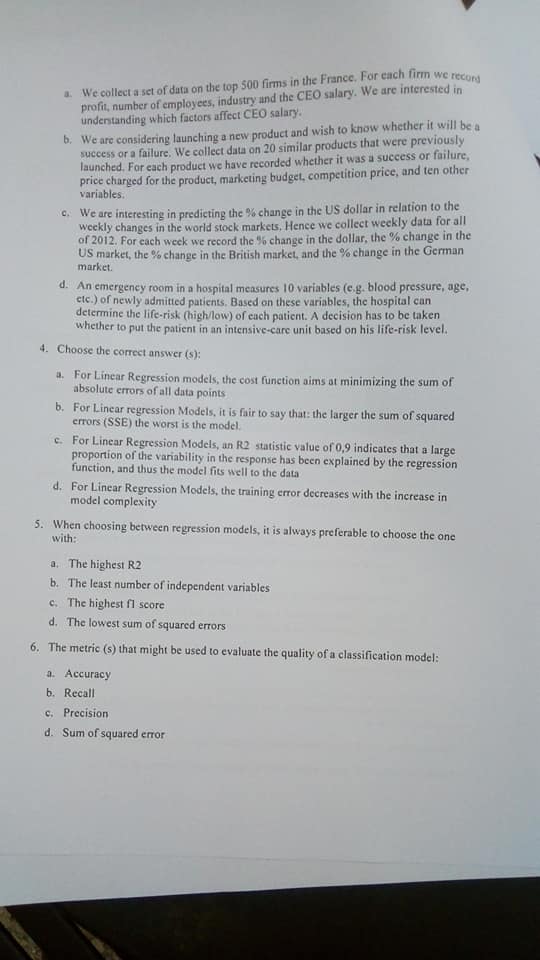 a. We collect a set of data on the top 500 firms in the France. For each firm we record
profit, number of employees, industry and the CEO salary. We are interested in
understanding which factors affect CEO salary.
b. We are considering launching a new product and wish to know whether it will be a
success or a failure. We collect data on 20 similar products that were previously
launched. For each product we have recorded whether it was a success or failure,
price charged for the product, marketing budget, competition price, and ten other
variables.
c. We are interesting in predicting the % change in the US dollar in relation to the
weekly changes in the world stock markets. Hence we collect weekly data for all
of 2012. For each week we record the % change in the dollar, the % change in the
US market, the % change in the British market, and the % change in the German
market.
d. An emergency room in a hospital measures 10 variables (e.g. blood pressure, age,
etc.) of newly admitted patients. Based on these variables, the hospital can
determine the life-risk (high/low) of each patient. A decision has to be taken
whether to put the patient in an intensive-care unit based on his life-risk level.
4. Choose the correct answer (s):
a. For Linear Regression models, the cost function aims at minimizing the sum of
absolute errors of all data points
b. For Linear regression Models, it is fair to say that: the larger the sum of squared
errors (SSE) the worst is the model.
c. For Linear Regression Models, an R2 statistic value of 0,9 indicates that a large
proportion of the variability in the response has been explained by the regression
function, and thus the model fits well to the data
d. For Linear Regression Models, the training error decreases with the increase in
model complexity
5. When choosing between regression models, it is always preferable to choose the one
with:
a. The highest R2
b. The least number of independent variables
c. The highest f1 score
d. The lowest sum of squared errors
6. The metric (s) that might be used to evaluate the quality of a classification model:
a. Accuracy
b. Recall
c. Precision
d. Sum of squared error